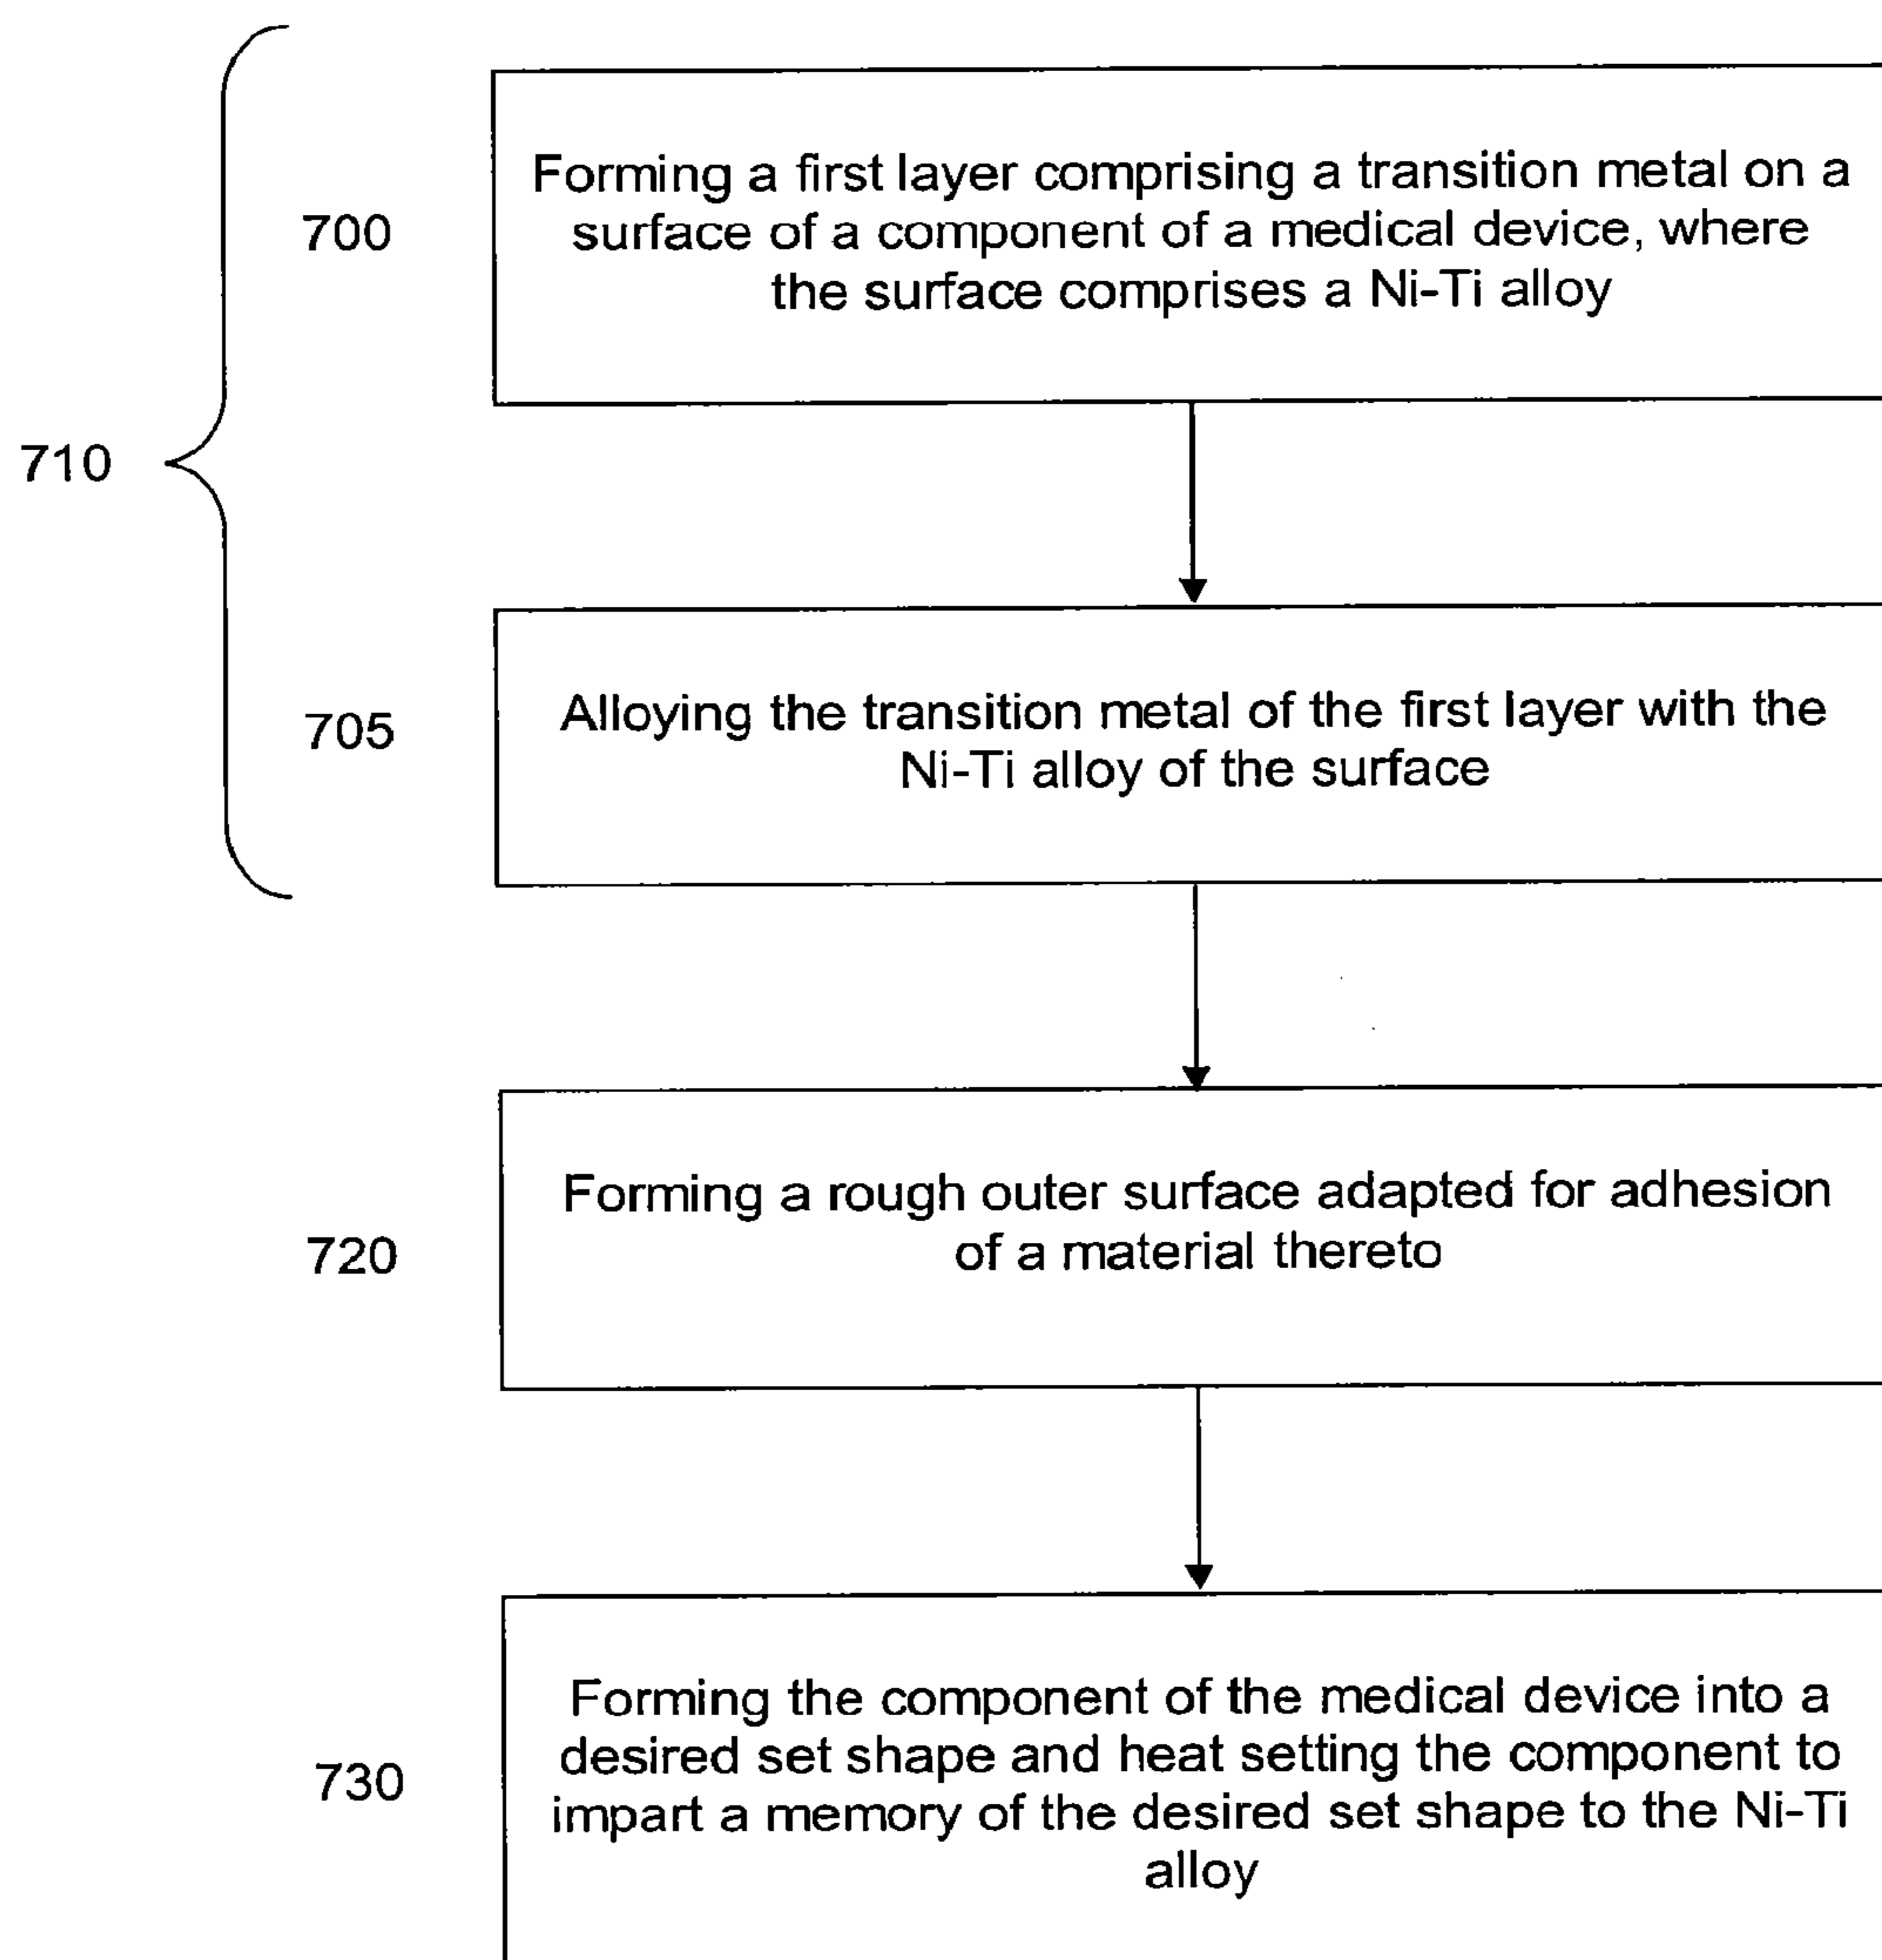 700
Forming a first layer comprising a transition metal on a
surface of a component of a medical device, where
the surface comprises a Ni-Ti alloy
710
705
Alloying the transition metal of the first layer with the
Ni-Ti alloy of the surface
720
Forming a rough outer surface adapted for adhesion
of a material thereto
730
Forming the component of the medical device into a
desired set shape and heat setting the component to
impart a memory of the desired set shape to the Ni-Ti
alloy